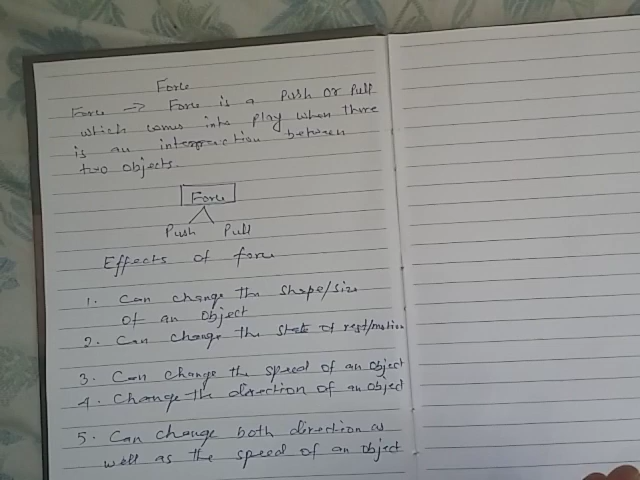 Force
Force → Force is a Push or Pull
which comes into play when there
is an interaction between
two objects.
Force
Push Pull
Effects of force
1. Can change the shape/size
of an object
2. Can change the state of rest/motion
3. Can change the speed of an object
4. Change the direction of an object
5. Can change both direction as
well as the speed of an object